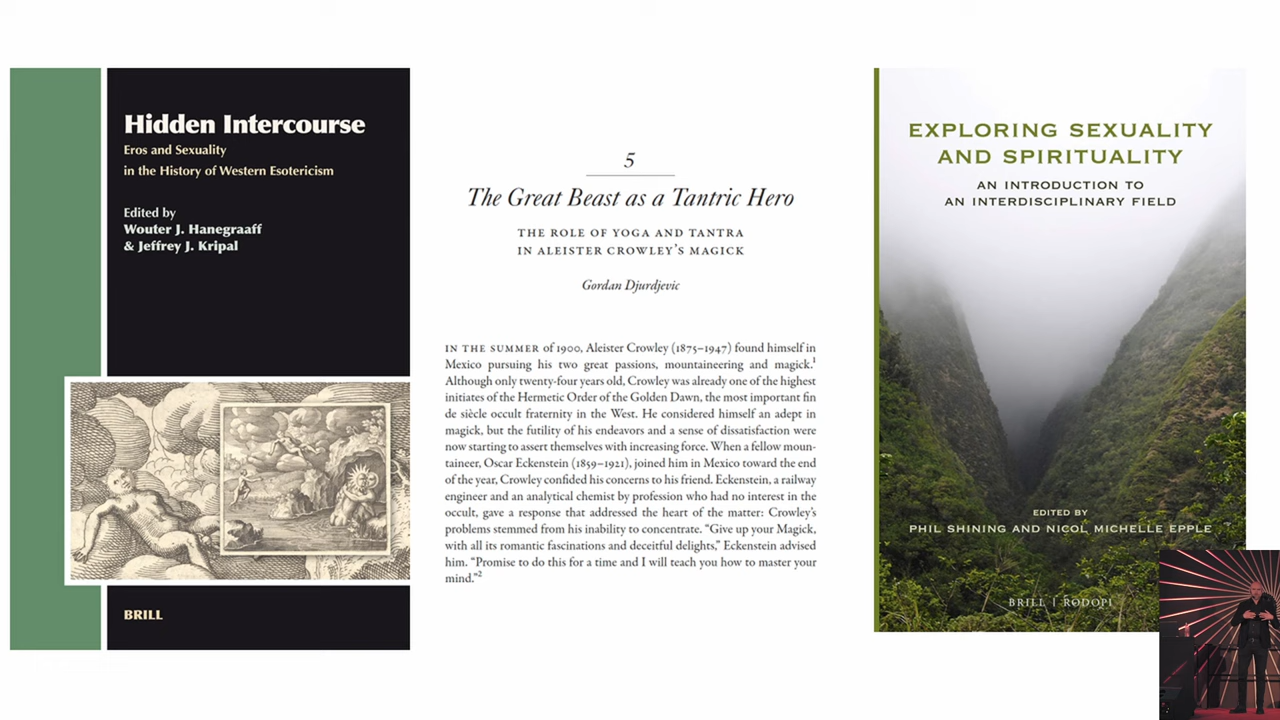 Hidden Intercourse
Eros and Sexuality
in the History of Western Esotericism
Edited by
Wouter J. Hanegraaff
& Jeffrey J. Kripal
BRILL
5
The Great Beast as a Tantric Hero
THE ROLE OF YOGA AND TANTRA
IN ALEISTER CROWLEY'S MAGICK
Gordan Djurdjevic
IN THE SUMMER of 1900, Aleister Crowley (1875–1947) found himself in
Mexico pursuing his two great passions, mountaineering and magick.1
Although only twenty-four years old, Crowley was already one of the highest
initiates of the Hermetic Order of the Golden Dawn, the most important fin
de siècle occult fraternity in the West. He considered himself an adept in
magick, but the futility of his endeavors and a sense of dissatisfaction were
now starting to assert themselves with increasing force. When a fellow moun-
taineer, Oscar Eckenstein (1859–1921), joined him in Mexico toward the end
of the year, Crowley confided his concerns to his friend. Eckenstein, a railway
engineer and an analytical chemist by profession who had no interest in the
occult, gave a response that addressed the heart of the matter: Crowley's
problems stemmed from his inability to concentrate. "Give up your Magick,
with all its romantic fascinations and deceitful delights," Eckenstein advised
him. "Promise to do this for a time and I will teach you how to master your
mind."2
EXPLORING SEXUALITY
AND SPIRITUALITY
AN INTRODUCTION TO
AN INTERDISCIPLINARY FIELD
EDITED BY
PHIL SHINING AND NICOL MICHELLE EPPLE
BRILL | RODOPI